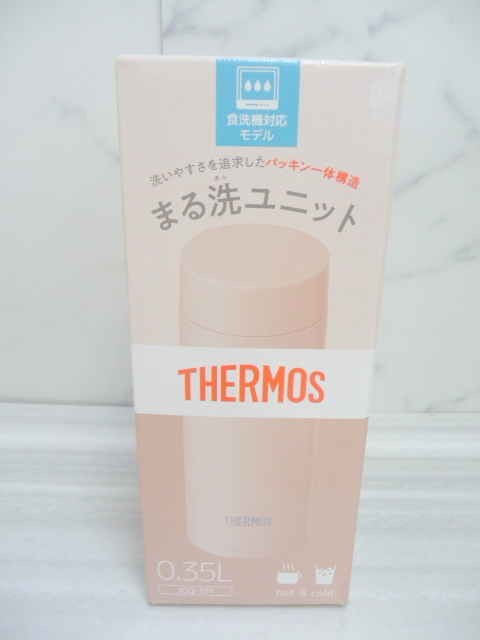 食洗機対応
モデル
洗いやすさを追求したパッキン一体構造
あら
まる洗ユニット
THERMOS
THERMOS
0.35L
JOQ-351
hot & cold